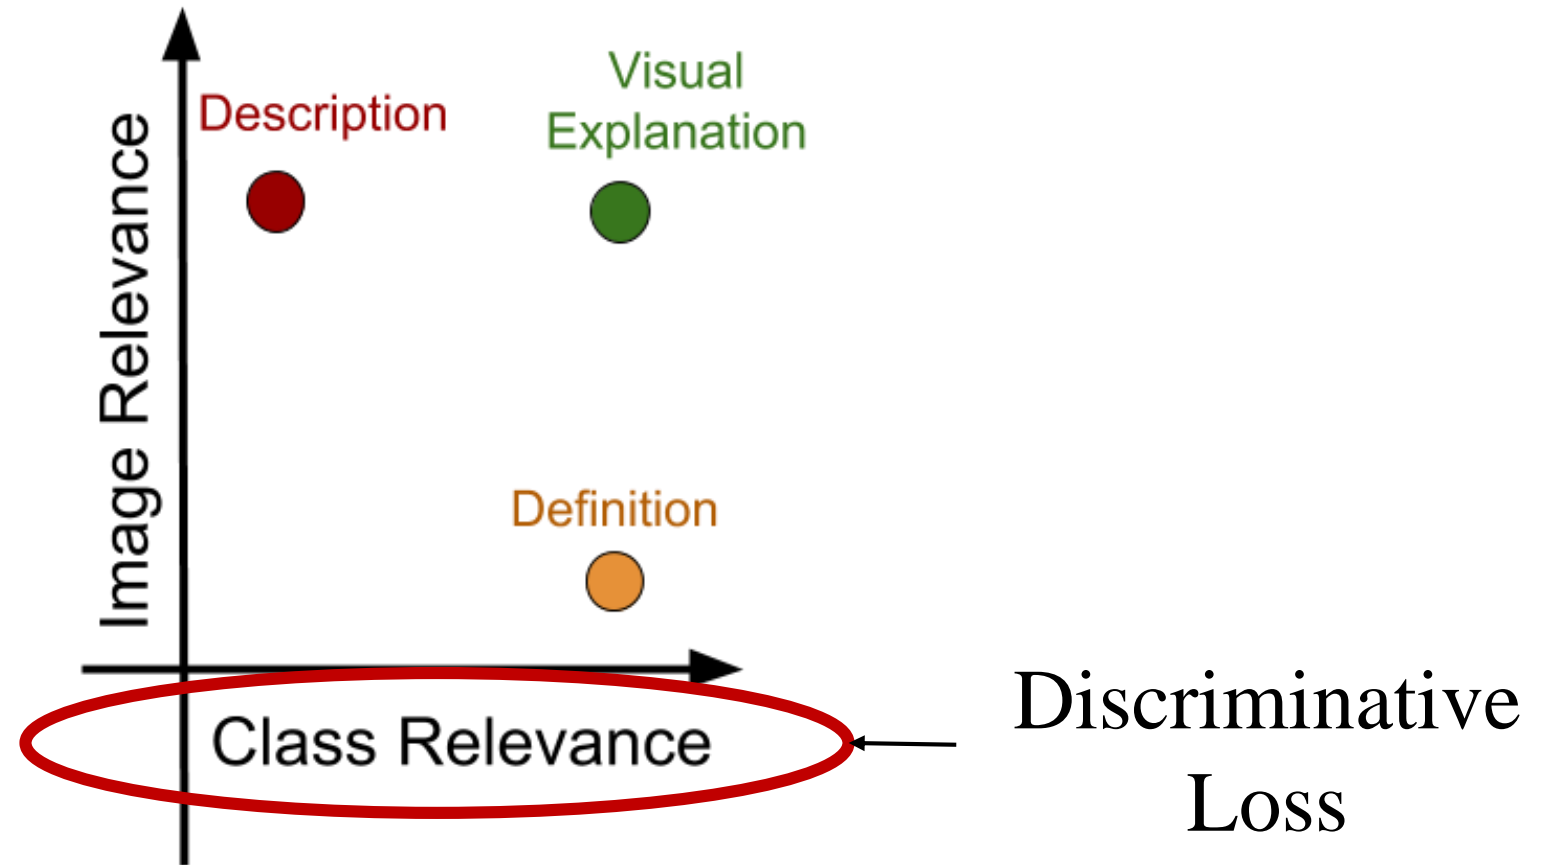 Visual
Explanation
Description
Image Relevance
Definition
Class Relevance
Discriminative
Loss